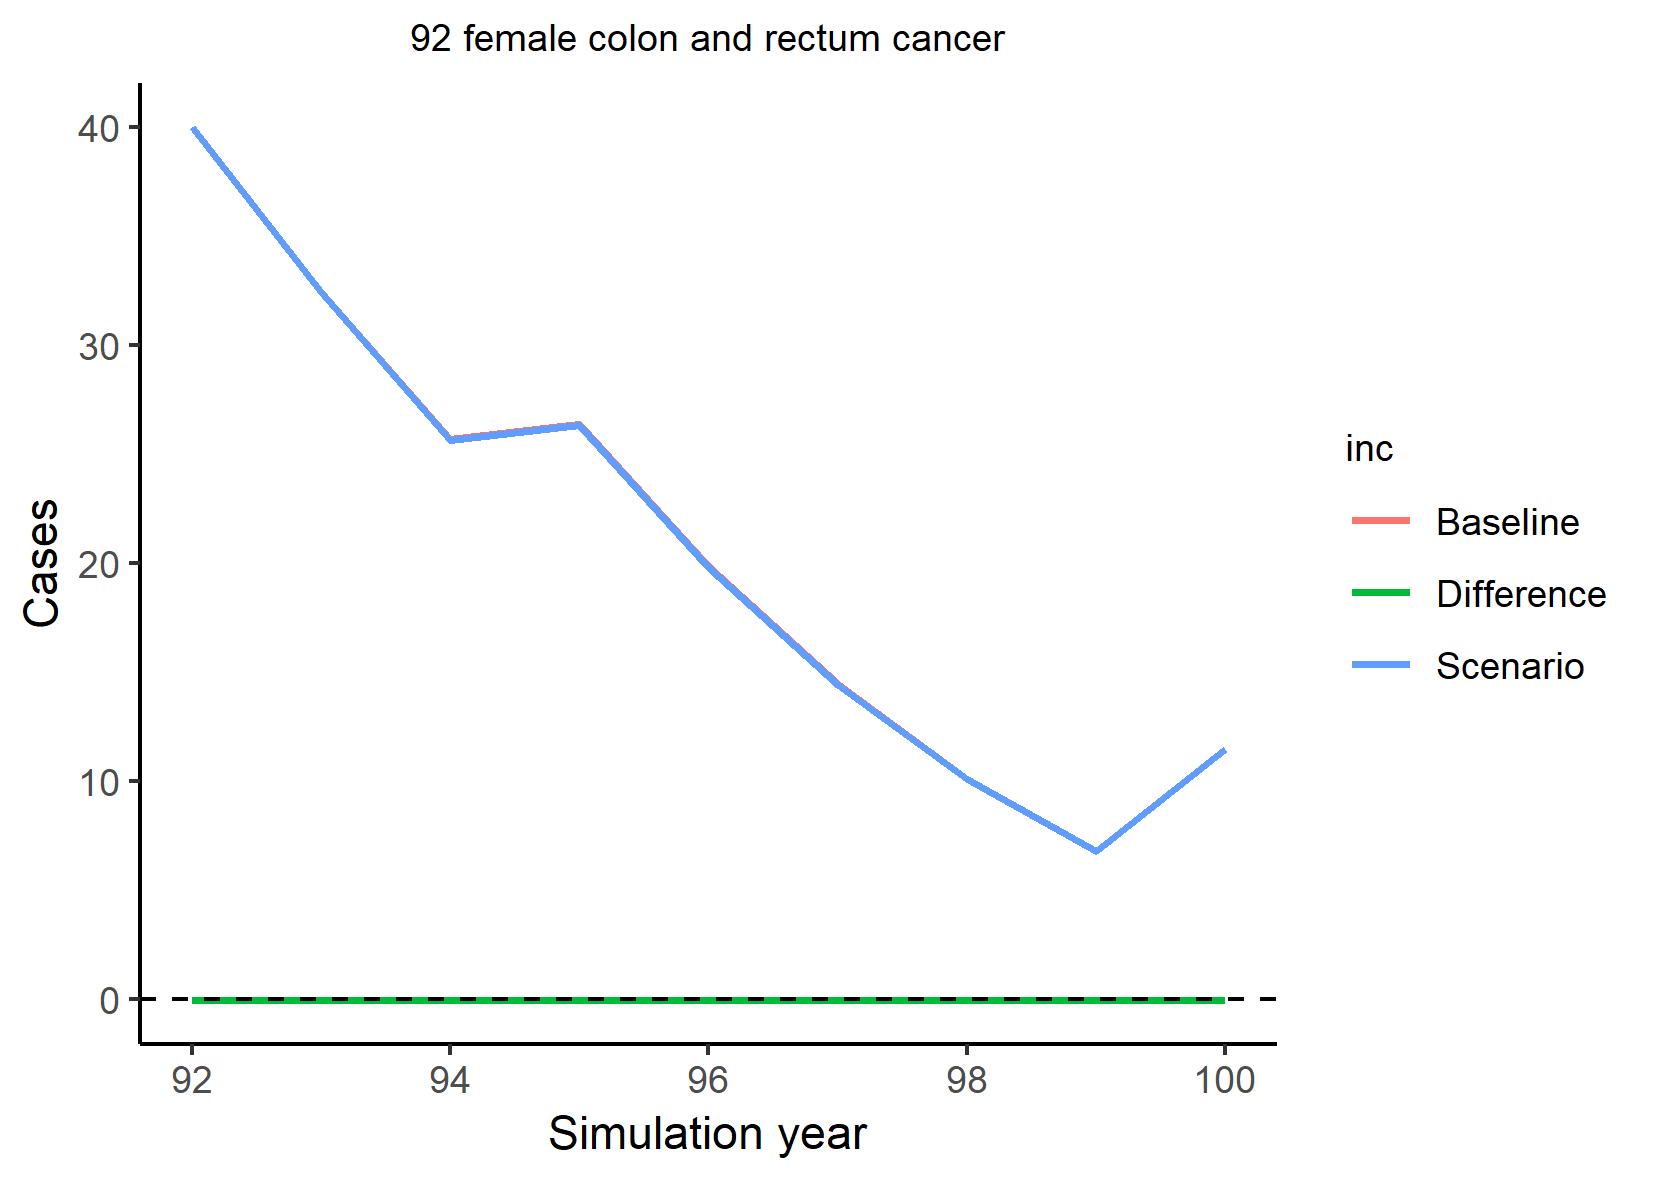 92 female colon and rectum cancer
40
30
20
10
0
Cases
92 94 96 98 100
Simulation year
inc
Baseline
Difference
Scenario